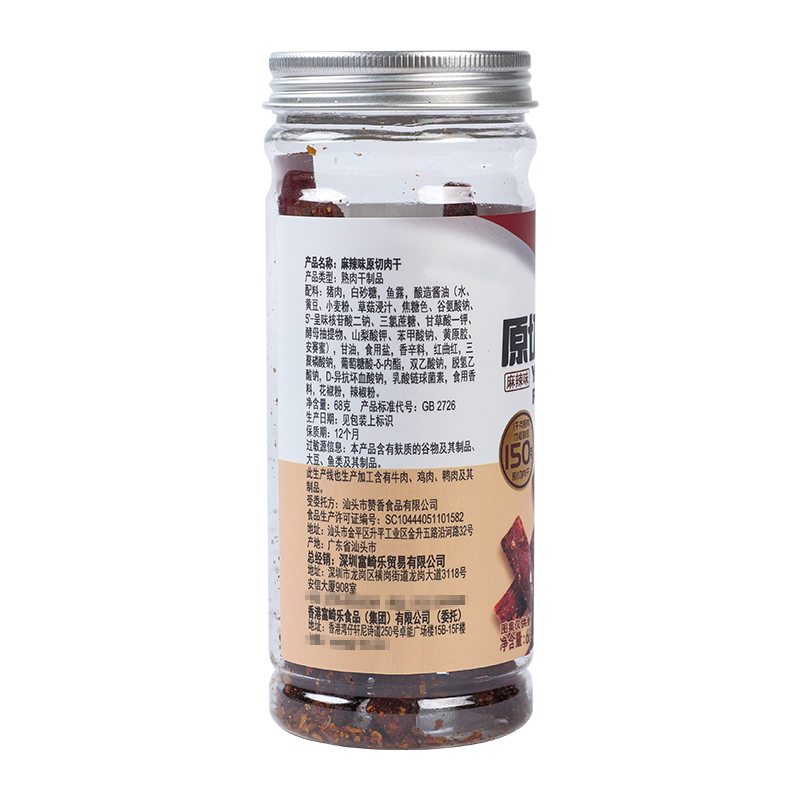 产品名称：麻辣味原切肉干
产品类型：熟肉干制品
配料：猪肉，白砂糖，鱼露，酿造酱油（水、
黄豆、小麦粉、草菇浸汁、焦糖色、谷氨酸钠、
5'-呈味核苷酸二钠、三氯蔗糖、甘草酸一钾、
酵母抽提物、山梨酸钾、苯甲酸钠、黄原胶、
安赛蜜），甘油，食用盐，香辛料，红曲红，三
聚磷酸钠，葡萄糖酸-δ-内酯，双乙酸钠，脱氢乙
酸钠，D-异抗坏血酸钠，乳酸链球菌素，食用香
料，花椒粉，辣椒粉。
净含量：68克 产品标准代号：GB 2726
生产日期：见包装上标识
保质期：12个月
过敏源信息：本产品含有麸质的谷物及其制品、
大豆、鱼类及其制品。
此生产线也生产加工含有牛肉、鸡肉、鸭肉及其
制品。
受委托方：汕头市赞香食品有限公司
食品生产许可证编号：SC10444051101582
地址：汕头市金平区升平工业区金升五路沿河路32号
产地：广东省汕头市
总经销：深圳富崎乐贸易有限公司
地址：深圳市龙岗区横岗街道龙岗大道3118号
安信大厦908室
香港富崎乐食品（集团）有限公司（委托）
地址：香港湾仔轩尼诗道250号卓能广场楼15B-15F楼
原切
麻辣味
150
图案仅供
净含量：6